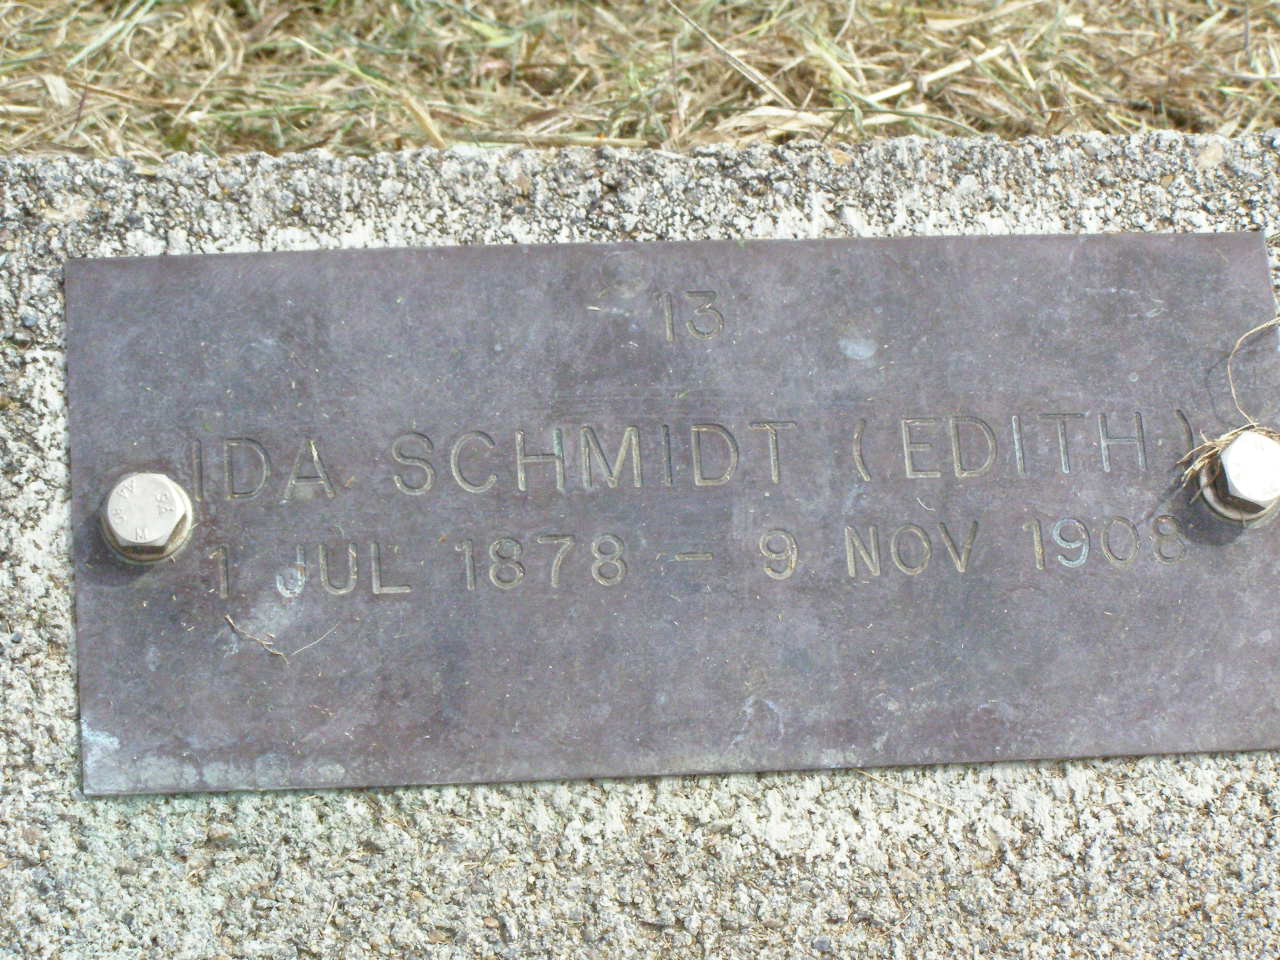 13
IDA SCHMIDT (EDITH)
1 JUL 1878 - 9 NOV 1908